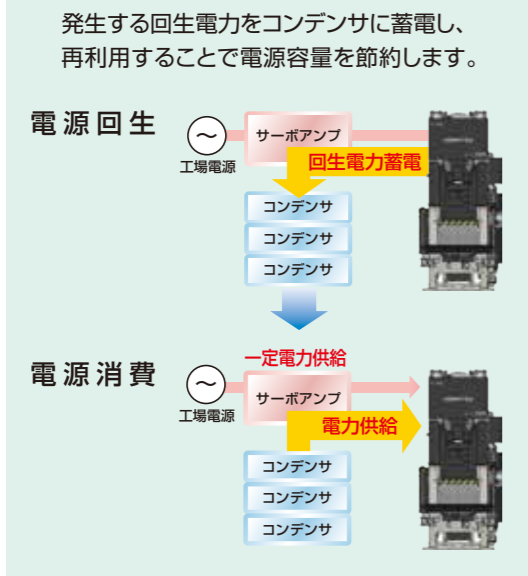 発生する回生電力をコンデンサに蓄電し、
再利用することで電源容量を節約します。
電源回生
〜
工場電源
サーボアンプ
回生電力蓄電
コンデンサ
コンデンサ
コンデンサ
電源消費
〜
工場電源
一定電力供給
サーボアンプ
電力供給
コンデンサ
コンデンサ
コンデンサ